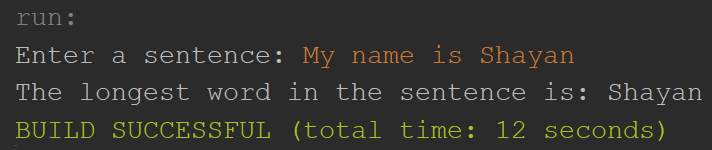 run:
Enter a sentence: My name is Shayan
The longest word in the sentence is: Shayan
BUILD SUCCESSFUL (total time: 12 seconds)